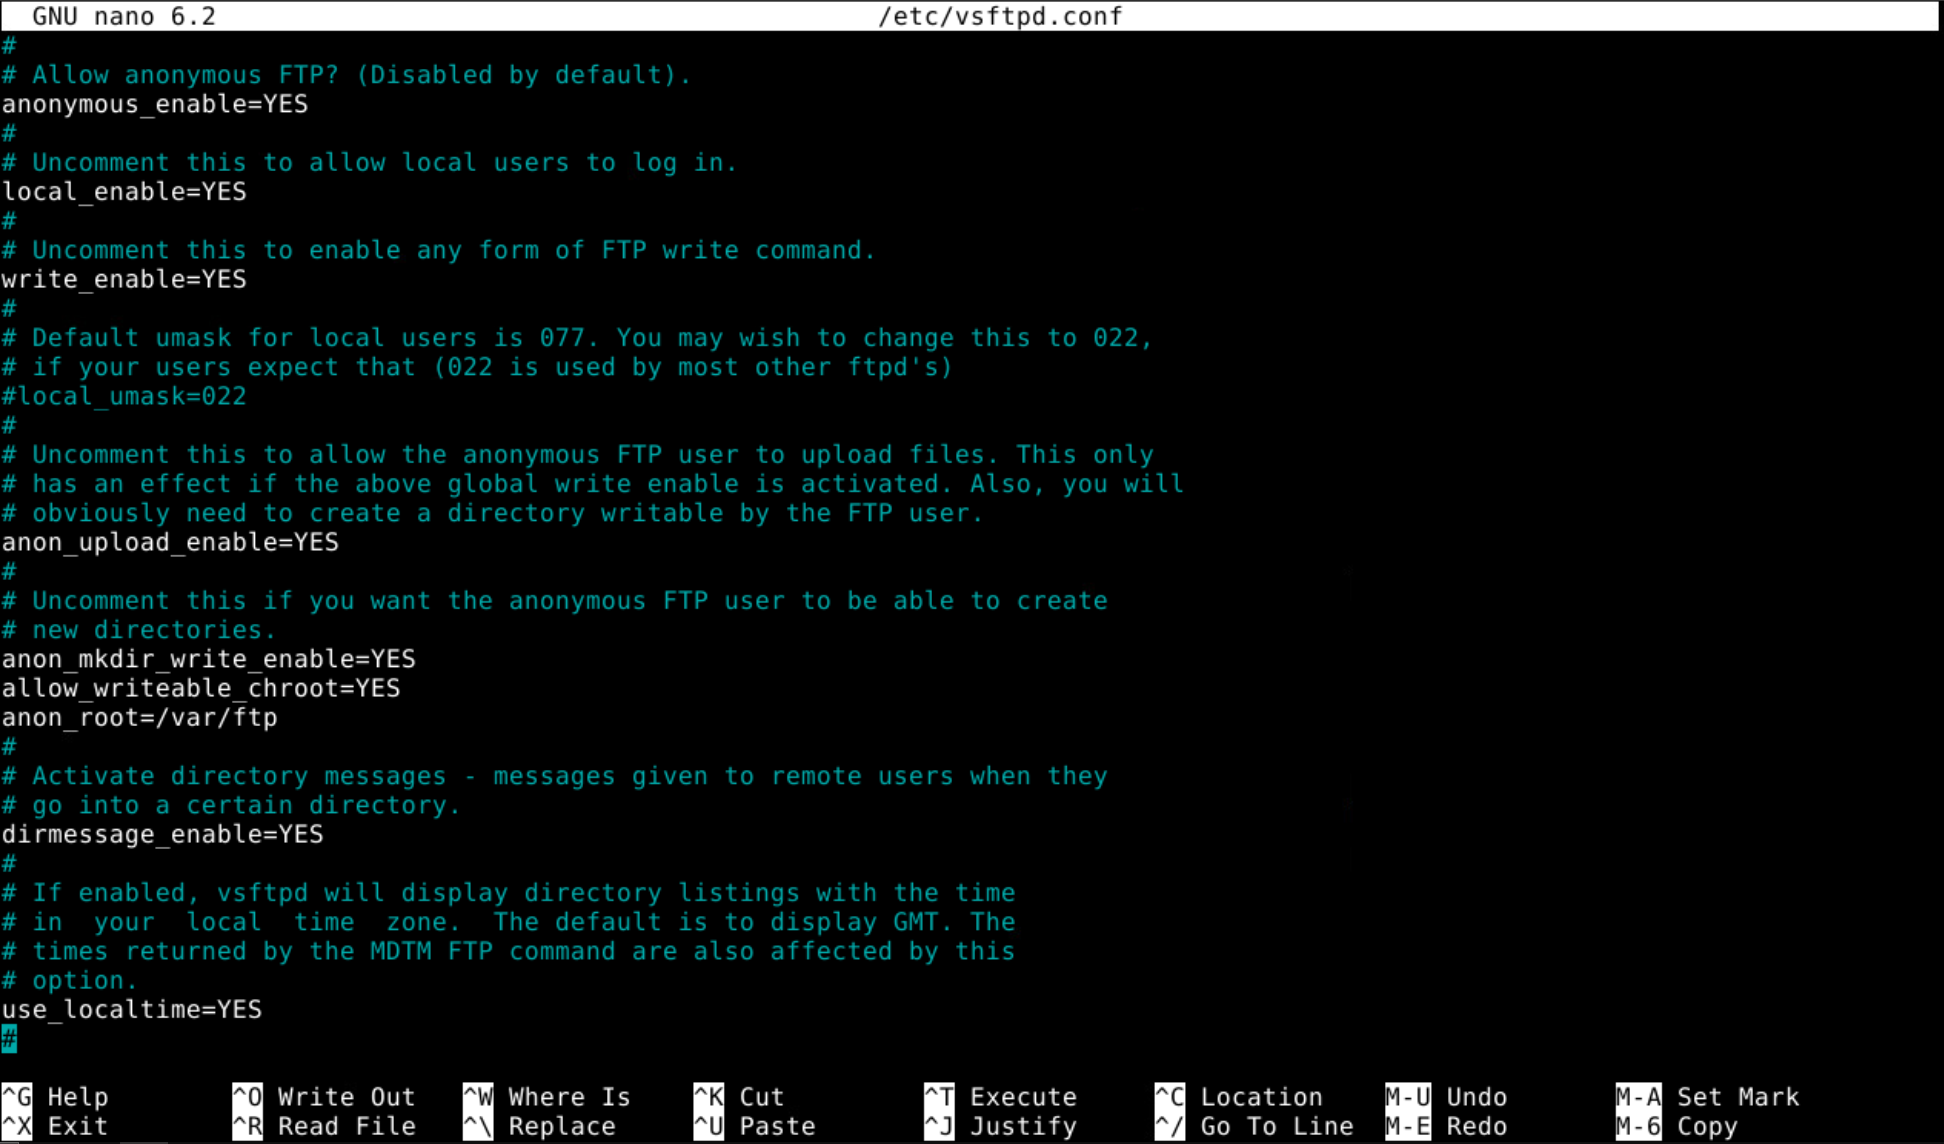 GNU nano 6.2 /etc/vsftpd.conf
#
# Allow anonymous FTP? (Disabled by default).
anonymous_enable=YES
#
# Uncomment this to allow local users to log in.
local_enable=YES
#
# Uncomment this to enable any form of FTP write command.
write_enable=YES
#
# Default umask for local users is 077. You may wish to change this to 022,
# if your users expect that (022 is used by most other ftpd's)
#local_umask=022
#
# Uncomment this to allow the anonymous FTP user to upload files. This only
# has an effect if the above global write enable is activated. Also, you will
# obviously need to create a directory writable by the FTP user.
anon_upload_enable=YES
#
# Uncomment this if you want the anonymous FTP user to be able to create
# new directories.
anon_mkdir_write_enable=YES
allow_writeable_chroot=YES
anon_root=/var/ftp
#
# Activate directory messages - messages given to remote users when they
# go into a certain directory.
dirmessage_enable=YES
#
# If enabled, vsftpd will display directory listings with the time
# in  your  local  time  zone.  The default is to display GMT. The
# times returned by the MDTM FTP command are also affected by this
# option.
use_localtime=YES
#
^G Help ^O Write Out ^W Where Is ^K Cut ^T Execute ^C Location M-U Undo M-A Set Mark
^X Exit ^R Read File ^\ Replace ^U Paste ^J Justify ^/ Go To Line M-E Redo M-6 Copy